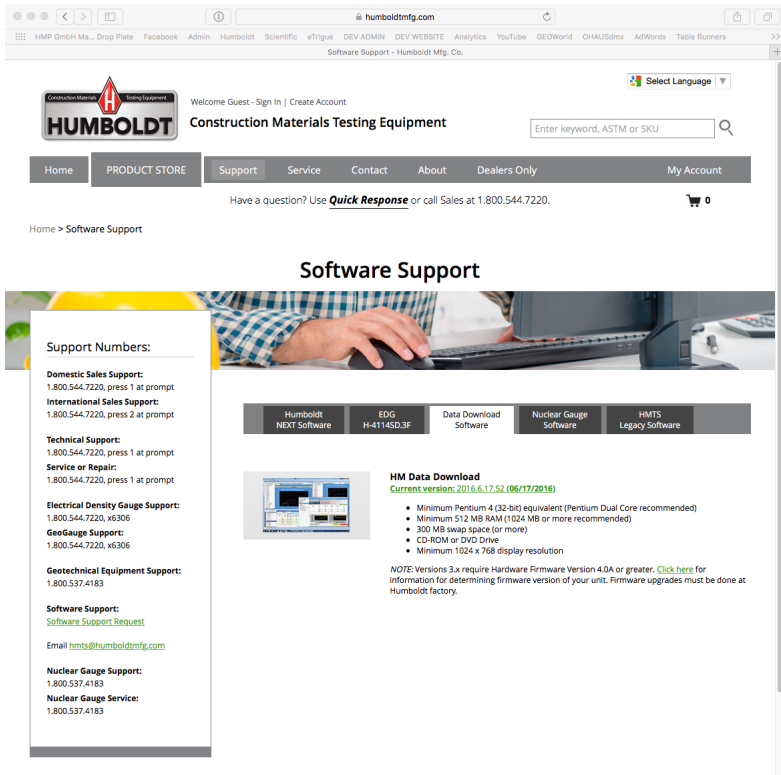 humboldtmfg.com
HMP GmbH Ma... Drop Plate Facebook Admin Humboldt Scientific eTrigue DEV ADMIN DEV WEBSITE Analytics YouTube GEOWorld OHAUSdmx AdWords Table Runners >>
Software Support - Humboldt Mfg. Co. +
Select Language ▼
Construction Materials H Testing Equipment
HUMBOLDT
Welcome Guest - Sign In | Create Account
Construction Materials Testing Equipment
Enter keyword, ASTM or SKU
Home PRODUCT STORE Support Service Contact About Dealers Only My Account
Have a question? Use Quick Response or call Sales at 1.800.544.7220. 0
Home > Software Support
Software Support
Support Numbers:
Domestic Sales Support:
1.800.544.7220, press 1 at prompt
International Sales Support:
1.800.544.7220, press 2 at prompt
Technical Support:
1.800.544.7220, press 1 at prompt
Service or Repair:
1.800.544.7220, press 1 at prompt
Electrical Density Gauge Support:
1.800.544.7220, x6306
GeoGauge Support:
1.800.544.7220, x6306
Geotechnical Equipment Support:
1.800.537.4183
Software Support:
Software Support Request
Email hmts@humboldtmfg.com
Nuclear Gauge Support:
1.800.537.4183
Nuclear Gauge Service:
1.800.537.4183
Humboldt
NEXT Software
EDG
H-4114SD.3F
Data Download
Software
Nuclear Gauge
Software
HMTS
Legacy Software
HM Data Download
Current version: 2016.6.17.52 (06/17/2016)
• Minimum Pentium 4 (32-bit) equivalent (Pentium Dual Core recommended)
• Minimum 512 MB RAM (1024 MB or more recommended)
• 300 MB swap space (or more)
• CD-ROM or DVD Drive
• Minimum 1024 x 768 display resolution
NOTE: Versions 3.x require Hardware Firmware Version 4.0A or greater. Click here for
information for determining firmware version of your unit. Firmware upgrades must be done at
Humboldt factory.